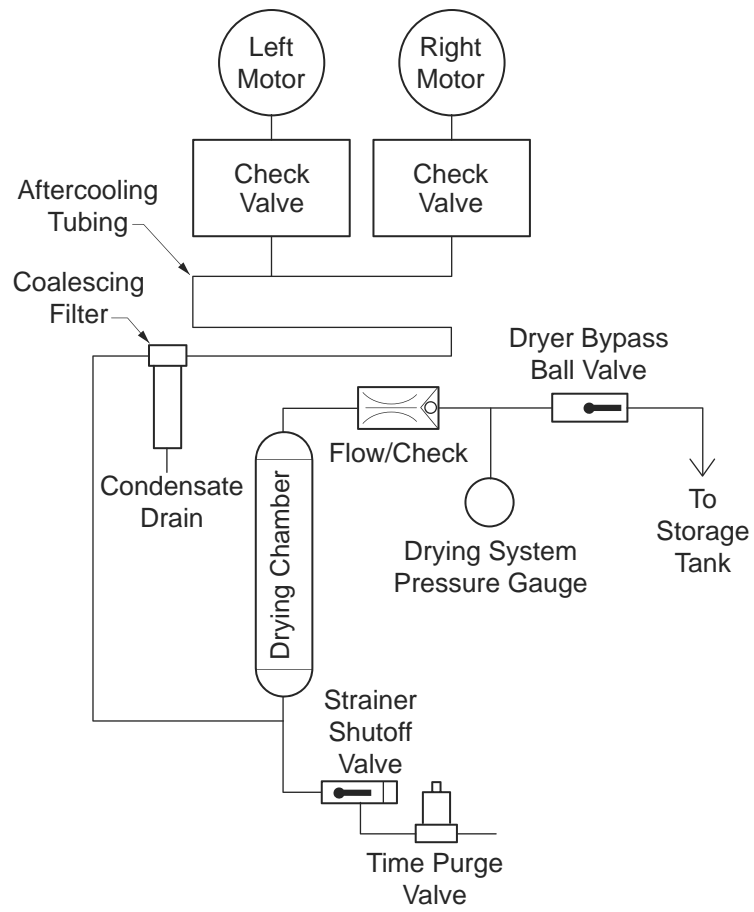 Left
Motor
Right
Motor
Check
Valve
Check
Valve
Aftercooling
Tubing
Coalescing
Filter
Dryer Bypass
Ball Valve
Flow/Check
Condensate
Drain
Drying Chamber
To
Storage
Tank
Drying System
Pressure Gauge
Strainer
Shutoff
Valve
Time Purge
Valve